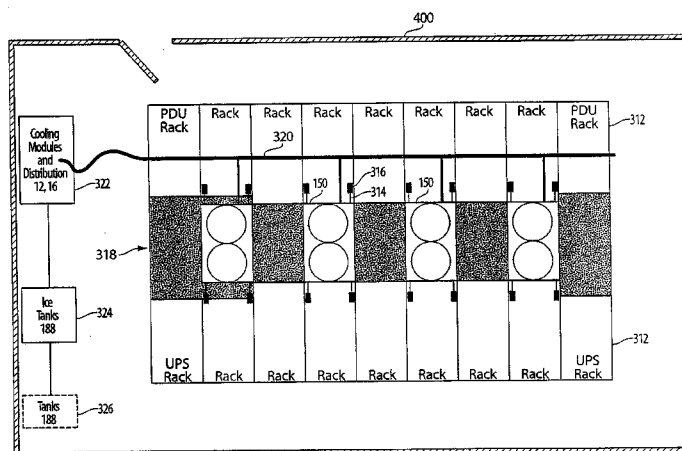 400
PDU
Rack
Rack
Rack
Rack
Rack
Rack
Rack
Rack
PDU
Rack
312
320
Cooling
Modules
and
Distribution
12, 16
322
316
314
150
150
318
Ice
Tanks
188
324
312
UPS
Rack
Rack
Rack
Rack
Rack
Rack
Rack
Rack
UPS
Rack
Tanks
188
326